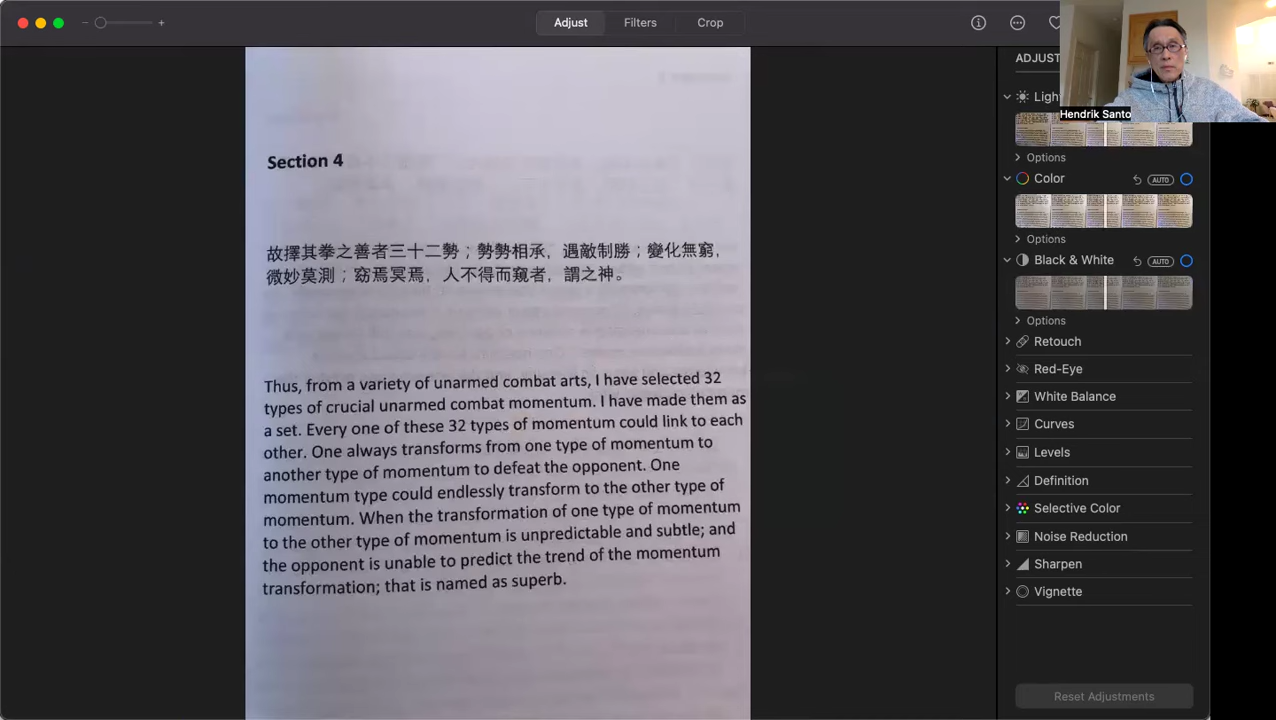 Adjust
Filters
Crop
ADJUST
Hendrik Santo
Light
Options
Color
AUTO
Options
Black & White
AUTO
Options
Retouch
Red-Eye
White Balance
Curves
Levels
Definition
Selective Color
Noise Reduction
Sharpen
Vignette
Reset Adjustments
Section 4
故擇其拳之善者三十二勢；勢勢相承，遇敵制勝；變化無窮，
微妙莫測；窈焉冥焉，人不得而窺者，謂之神。
Thus, from a variety of unarmed combat arts, I have selected 32
types of crucial unarmed combat momentum. I have made them as
a set. Every one of these 32 types of momentum could link to each
other. One always transforms from one type of momentum to
another type of momentum to defeat the opponent. One
momentum type could endlessly transform to the other type of
momentum. When the transformation of one type of momentum
to the other type of momentum is unpredictable and subtle; and
the opponent is unable to predict the trend of the momentum
transformation; that is named as superb.